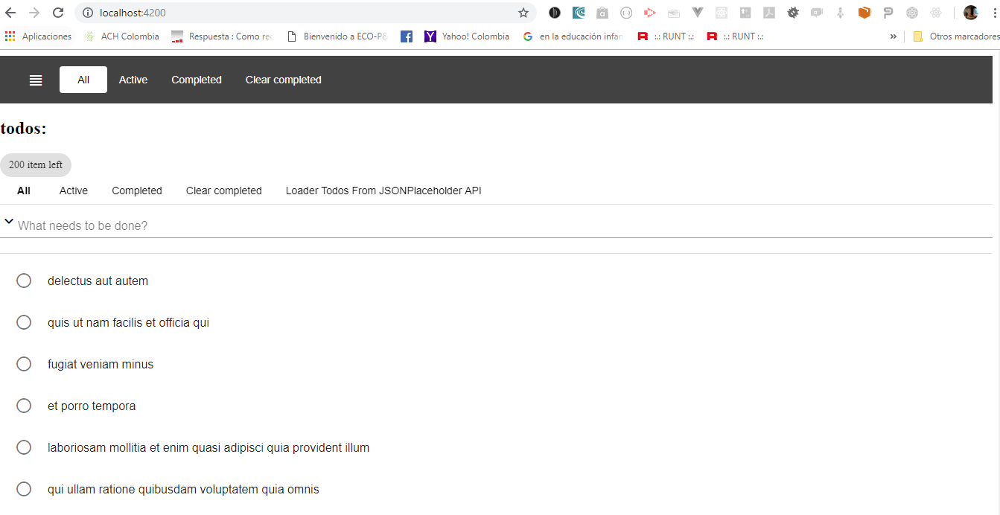 localhost:4200
Aplicaciones ACH Colombia Respuesta : Como Bienvenido a ECO-P Yahoo! Colombia en la educación infan .:: RUNT ::. .:: RUNT ::. » Otros marcadores
All Active Completed Clear completed
todos:
200 item left
All Active Completed Clear completed Loader Todos From JSONPlaceholder API
What needs to be done?
delectus aut autem
quis ut nam facilis et officia qui
fugiat veniam minus
et porro tempora
laboriosam mollitia et enim quasi adipisci quia provident illum
qui ullam ratione quibusdam voluptatem quia omnis